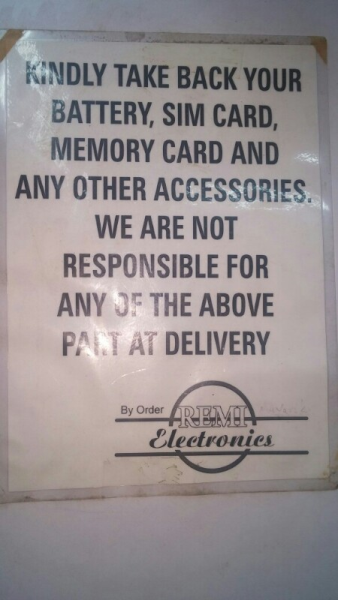 KINDLY TAKE BACK YOUR
BATTERY, SIM CARD,
MEMORY CARD AND
ANY OTHER ACCESSORIES.
WE ARE NOT
RESPONSIBLE FOR
ANY OF THE ABOVE
PART AT DELIVERY
By Order
REMI
Electronics